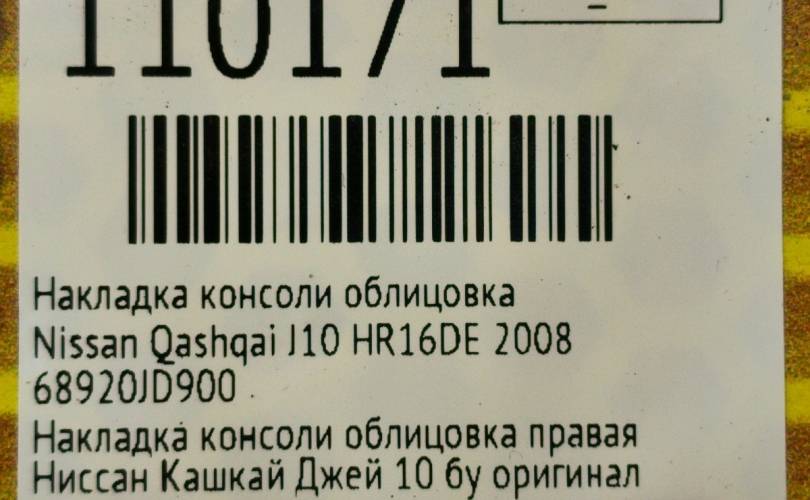 110171
Накладка консоли облицовка
Nissan Qashqai J10 HR16DE 2008
68920JD900
Накладка консоли облицовка правая
Ниссан Кашкай Джей 10 бу оригинал